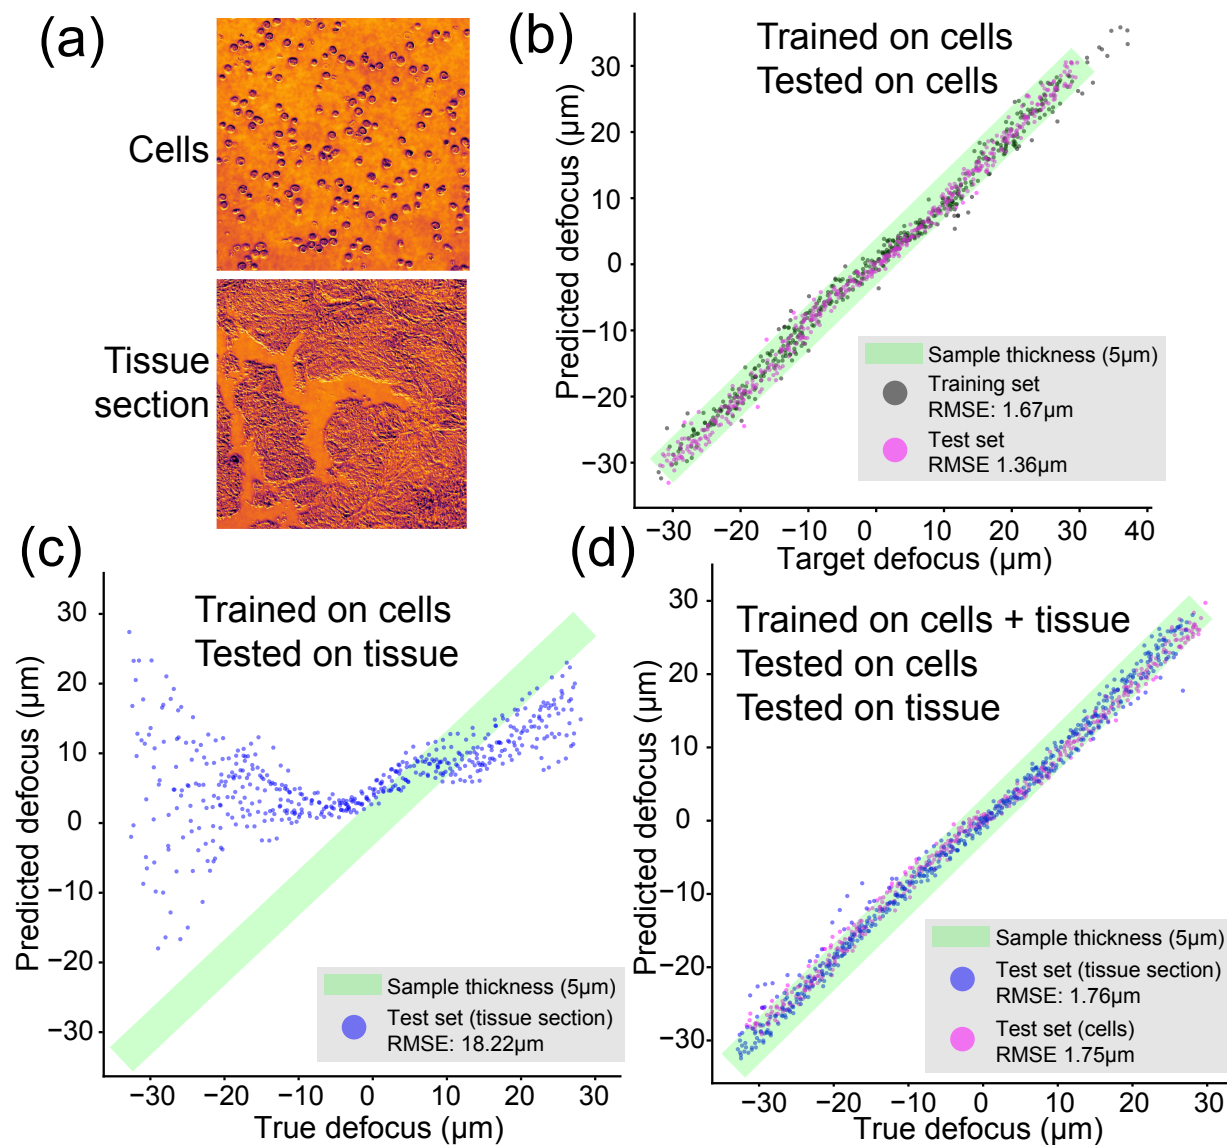 (a)
Cells
Tissue
section
(b)
Trained on cells
Tested on cells
Predicted defocus (µm)
30
20
10
0
−10
−20
−30
Sample thickness (5µm)
Training set
RMSE: 1.67µm
Test set
RMSE 1.36µm
−30 −20 −10 0 10 20 30 40
Target defocus (µm)
(c)
Trained on cells
Tested on tissue
Predicted defocus (µm)
30
20
10
0
−10
−20
−30
Sample thickness (5µm)
Test set (tissue section)
RMSE: 18.22µm
−30 −20 −10 0 10 20 30
True defocus (µm)
(d)
Trained on cells + tissue
Tested on cells
Tested on tissue
Predicted defocus (µm)
30
20
10
0
−10
−20
−30
Sample thickness (5µm)
Test set (tissue section)
RMSE: 1.76µm
Test set (cells)
RMSE 1.75µm
−30 −20 −10 0 10 20 30
True defocus (µm)